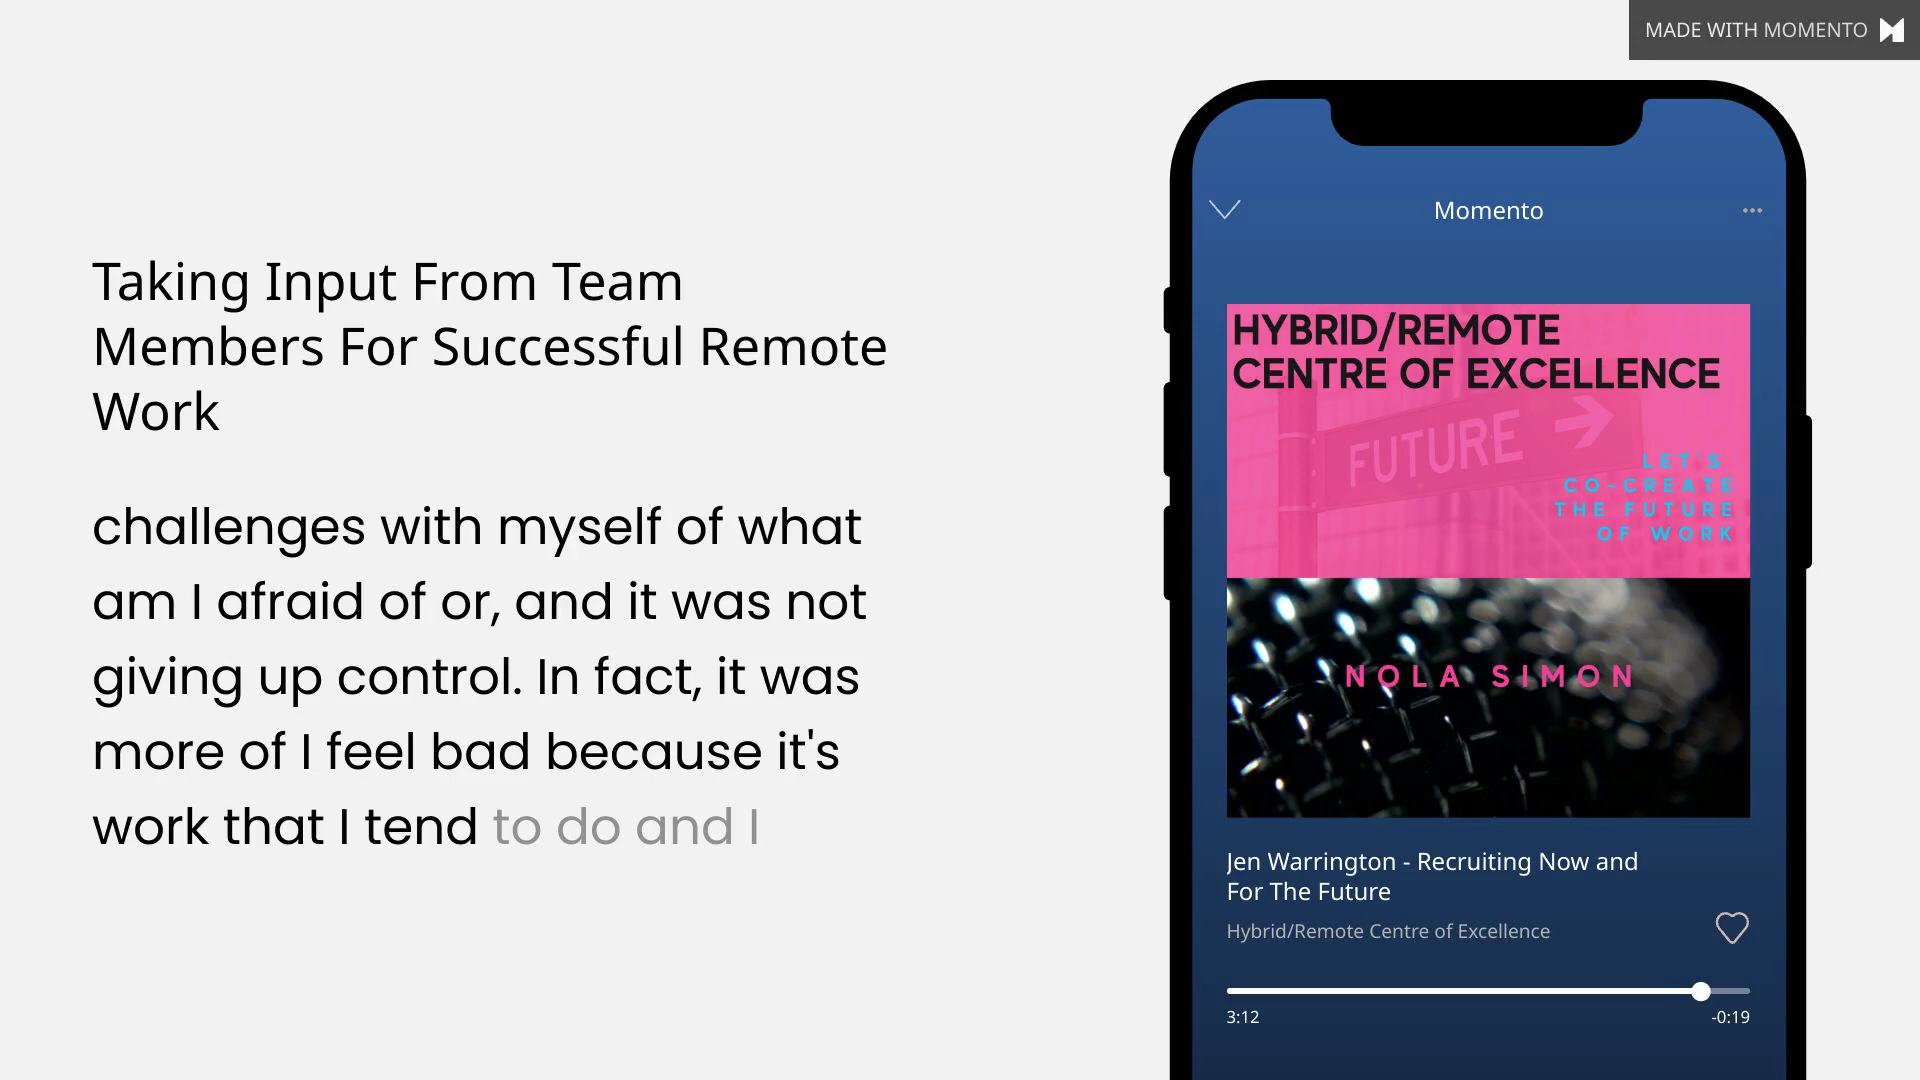 MADE WITH MOMENTO
Taking Input From Team
Members For Successful Remote
Work
challenges with myself of what
am I afraid of or, and it was not
giving up control. In fact, it was
more of I feel bad because it's
work that I tend to do and I
Momento
HYBRID/REMOTE
CENTRE OF EXCELLENCE
FUTURE
LET'S
CO-CREATE
THE FUTURE
OF WORK
NOLA SIMON
Jen Warrington - Recruiting Now and
For The Future
Hybrid/Remote Centre of Excellence
3:12
-0:19